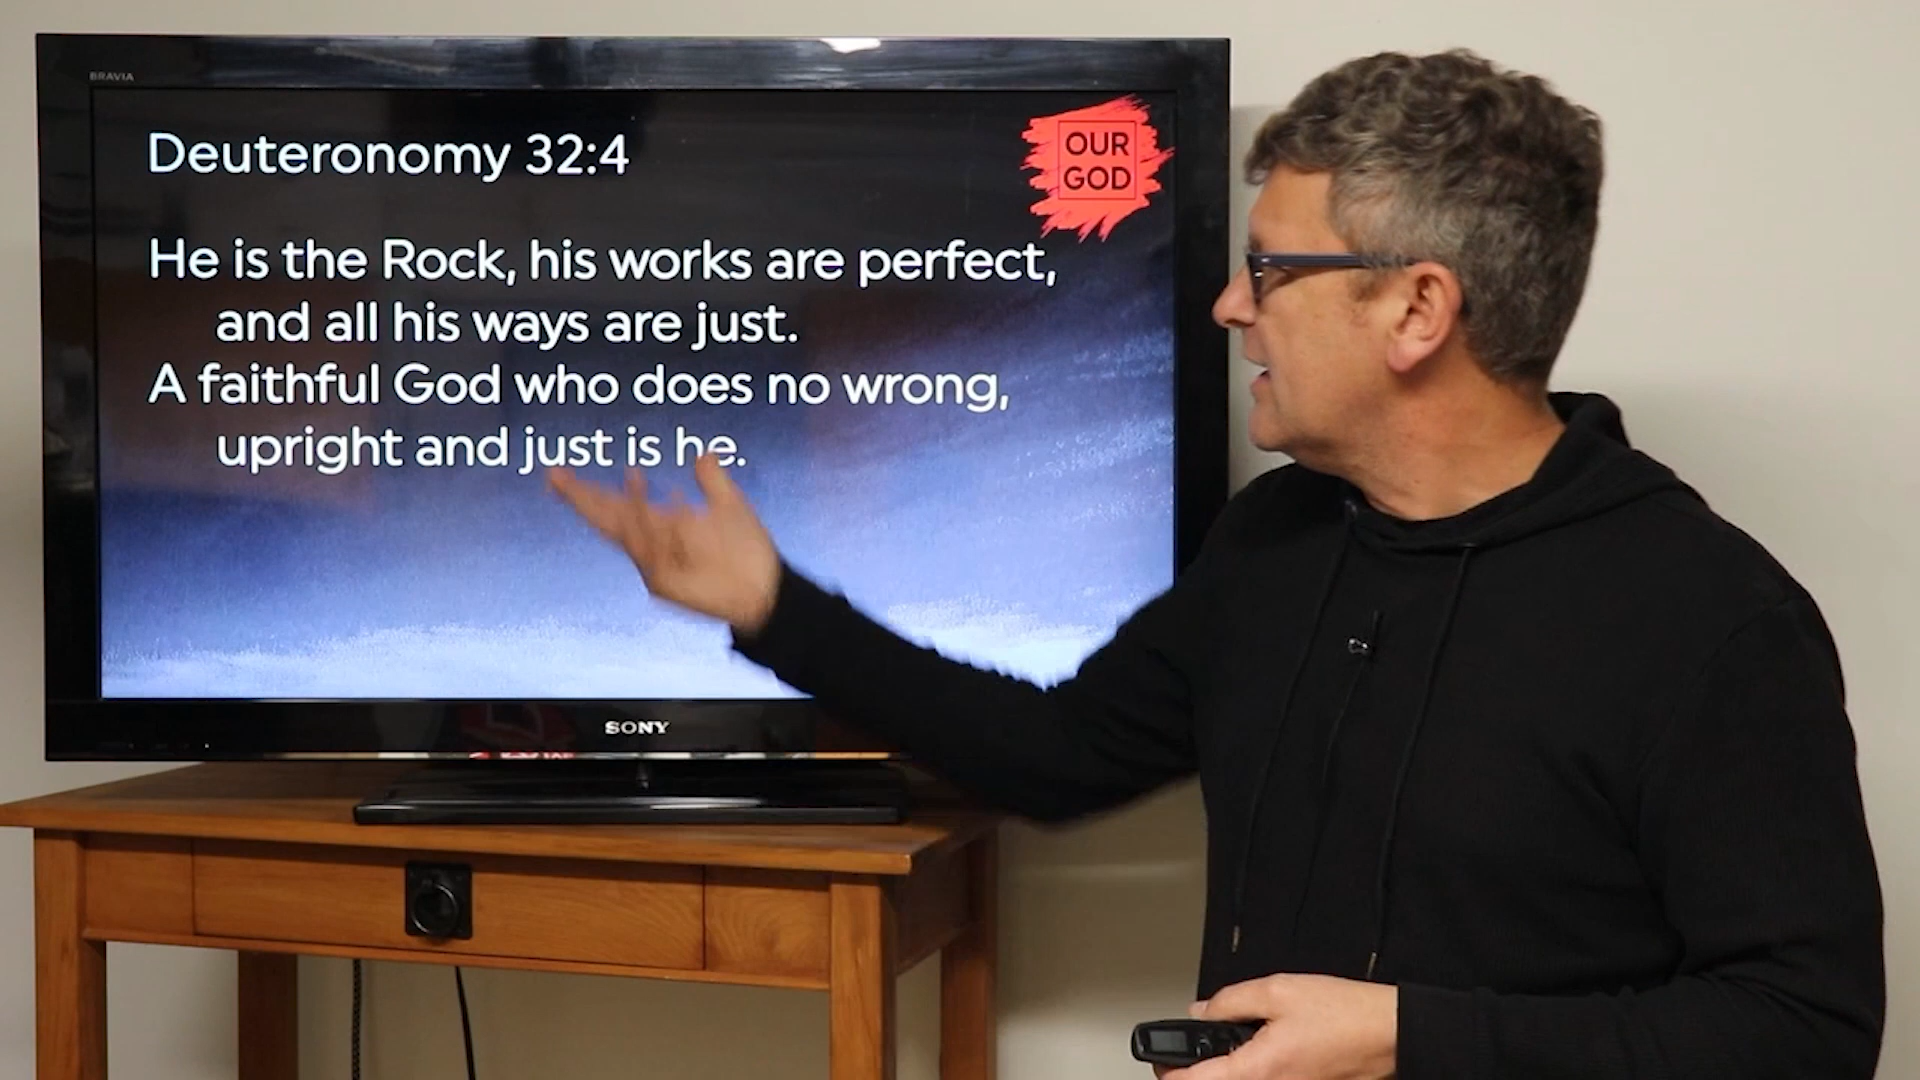 BRAVIA
Deuteronomy 32:4
OUR
GOD
He is the Rock, his works are perfect,
and all his ways are just.
A faithful God who does no wrong,
upright and just is he.
SONY